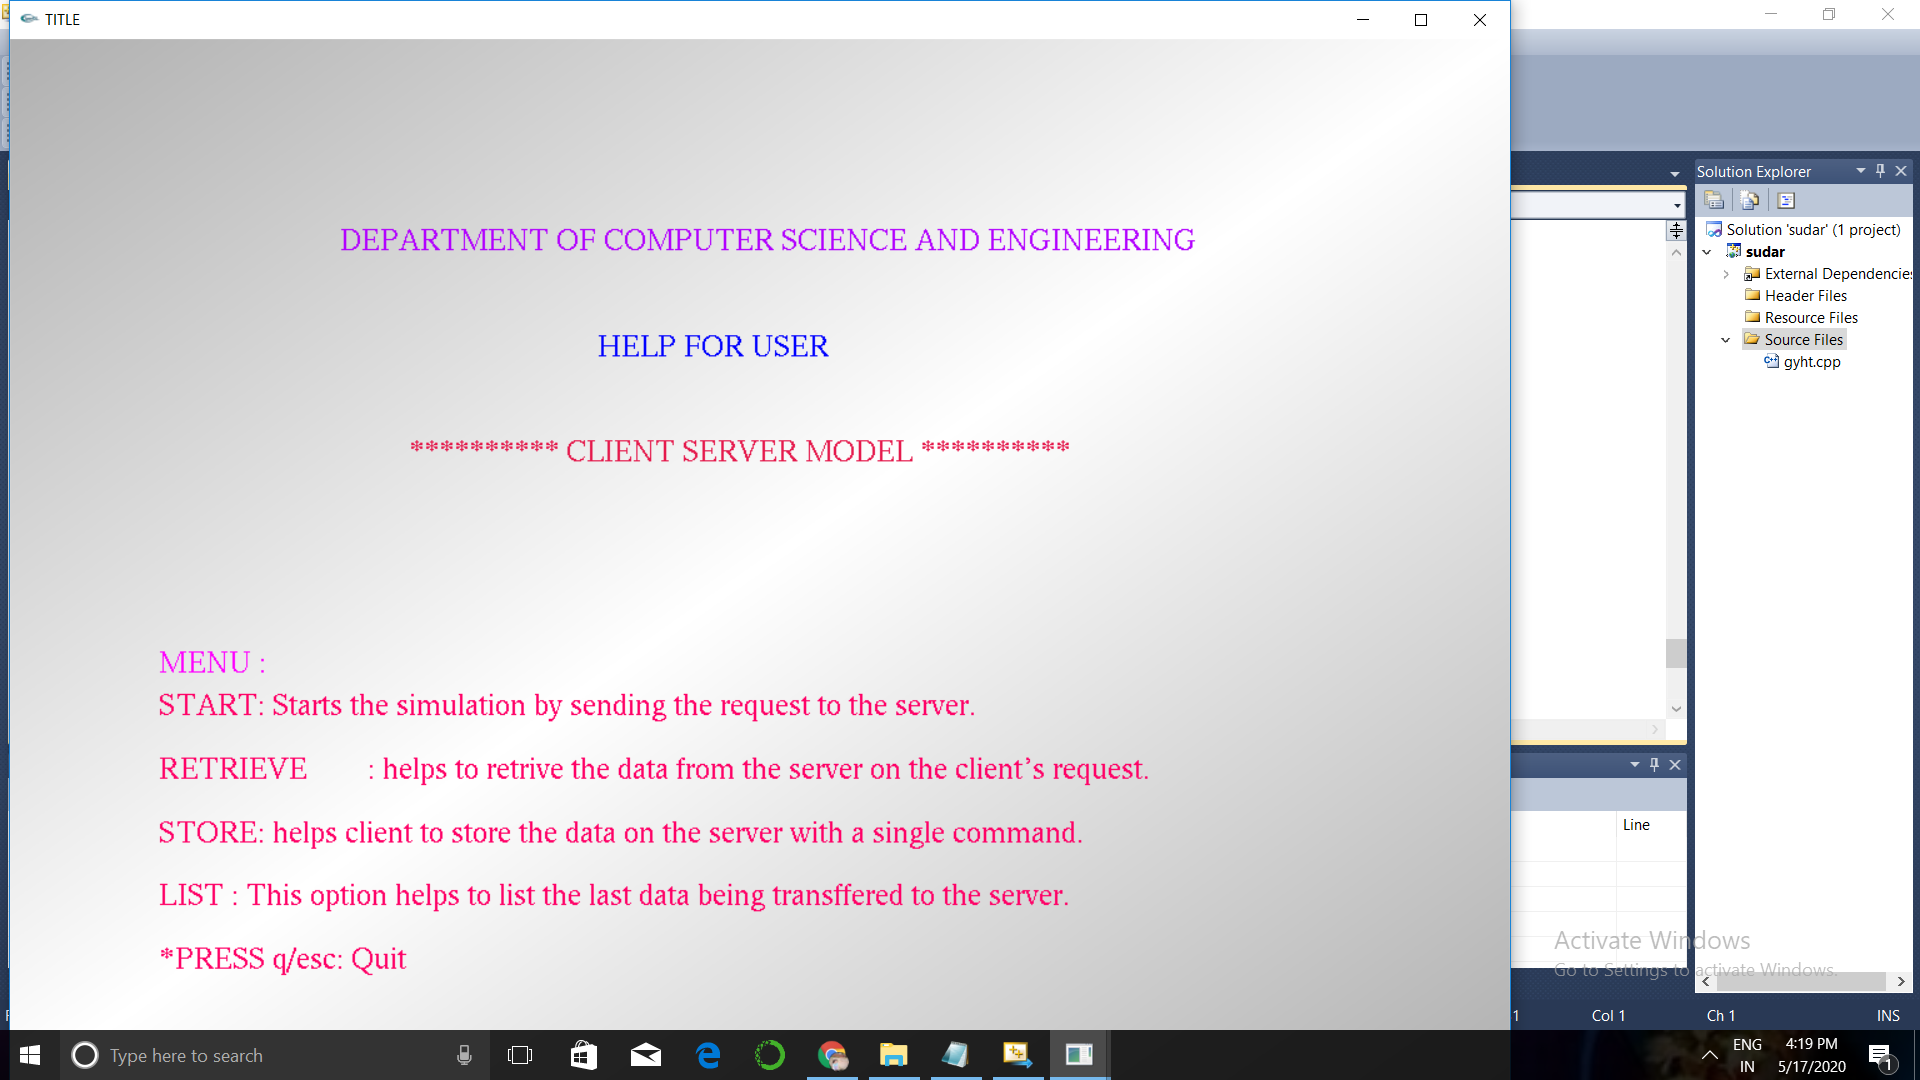 TITLE
DEPARTMENT OF COMPUTER SCIENCE AND ENGINEERING
HELP FOR USER
********** CLIENT SERVER MODEL **********
MENU :
START: Starts the simulation by sending the request to the server.
RETRIEVE : helps to retrive the data from the server on the client’s request.
STORE: helps client to store the data on the server with a single command.
LIST : This option helps to list the last data being transffered to the server.
*PRESS q/esc: Quit
Solution Explorer
Solution 'sudar' (1 project)
sudar
External Dependencies
Header Files
Resource Files
Source Files
gyht.cpp
Line
Activate Windows
Go to Settings to activate Windows.
1 Col 1 Ch 1 INS
Type here to search
ENG
IN
4:19 PM
5/17/2020
1